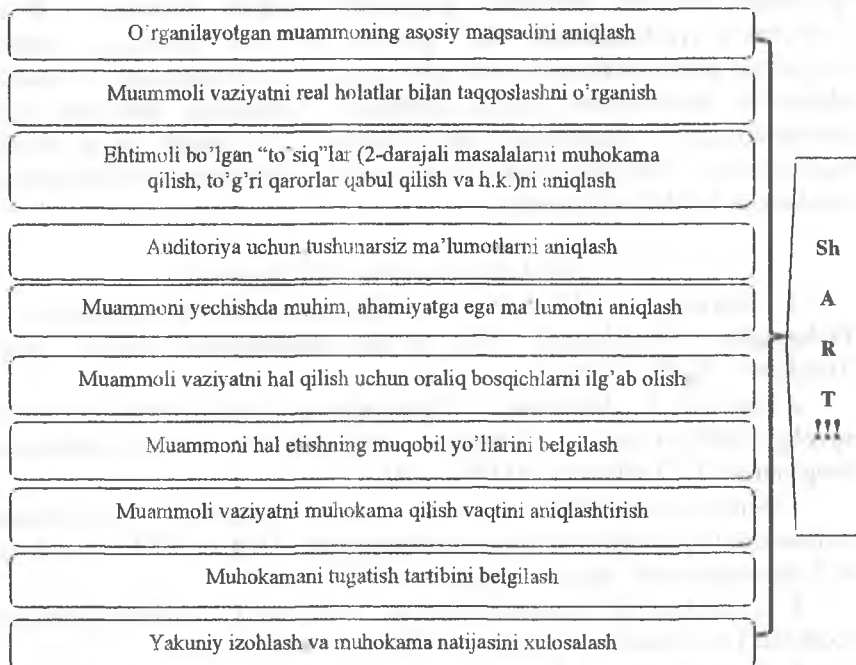 O'rganilayotgan muammoning asosiy maqsadini aniqlash
Muammoli vaziyatni real holatlar bilan taqqoslashni o'rganish
Ehtimoli bo'lgan "to'siq"lar (2-darajali masalalarni muhokama
qilish, to'g'ri qarorlar qabul qilish va h.k.)ni aniqlash
Auditoriya uchun tushunarsiz ma'lumotlarni aniqlash
Muammoni yechishda muhim, ahamiyatga ega ma'lumotni aniqlash
Muammoli vaziyatni hal qilish uchun oraliq bosqichlarni ilg'ab olish
Muammoni hal etishning muqobil yo'llarini belgilash
Muammoli vaziyatni muhokama qilish vaqtini aniqlashtirish
Muhokamani tugatish tartibini belgilash
Yakuniy izohlash va muhokama natijasini xulosalash
Sh
A
R
T
!!!